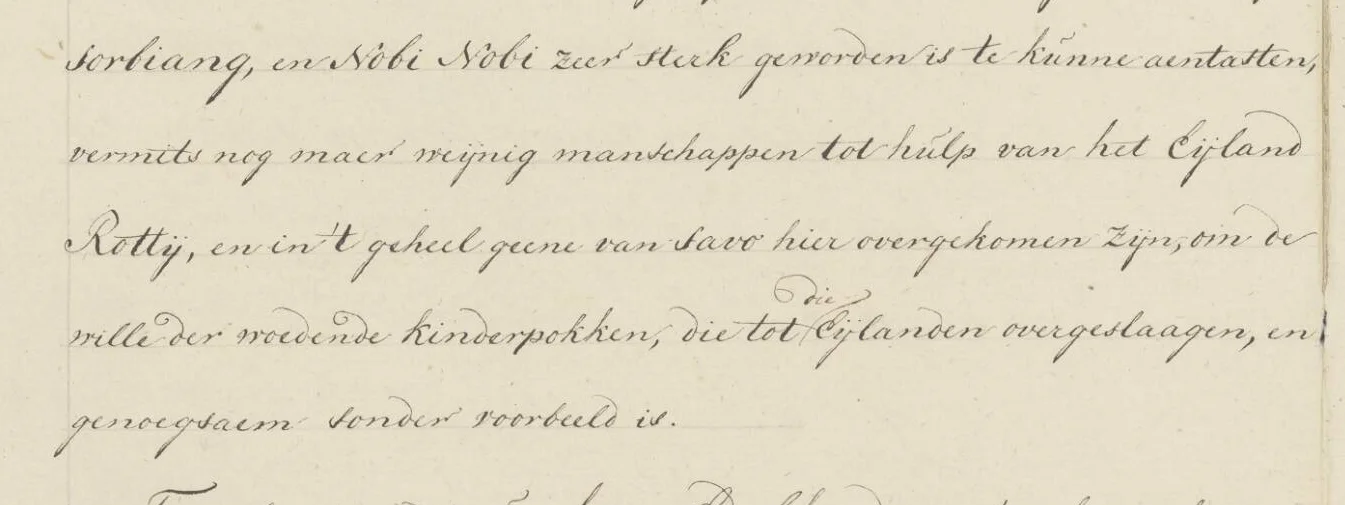 sorbiang, en Nobi Nobi zeer sterk geworden is te kunne aentasten,
vermits nog maer weijnig manschappen tot hulp van het Eijland
Rottij, en in 't geheel geene van savo hier overgekomen Zijn, om de
wille der woedende kinderpokken, die tot die Eijlanden overgeslaagen, en
genoegsaem sonder voorbeeld is.